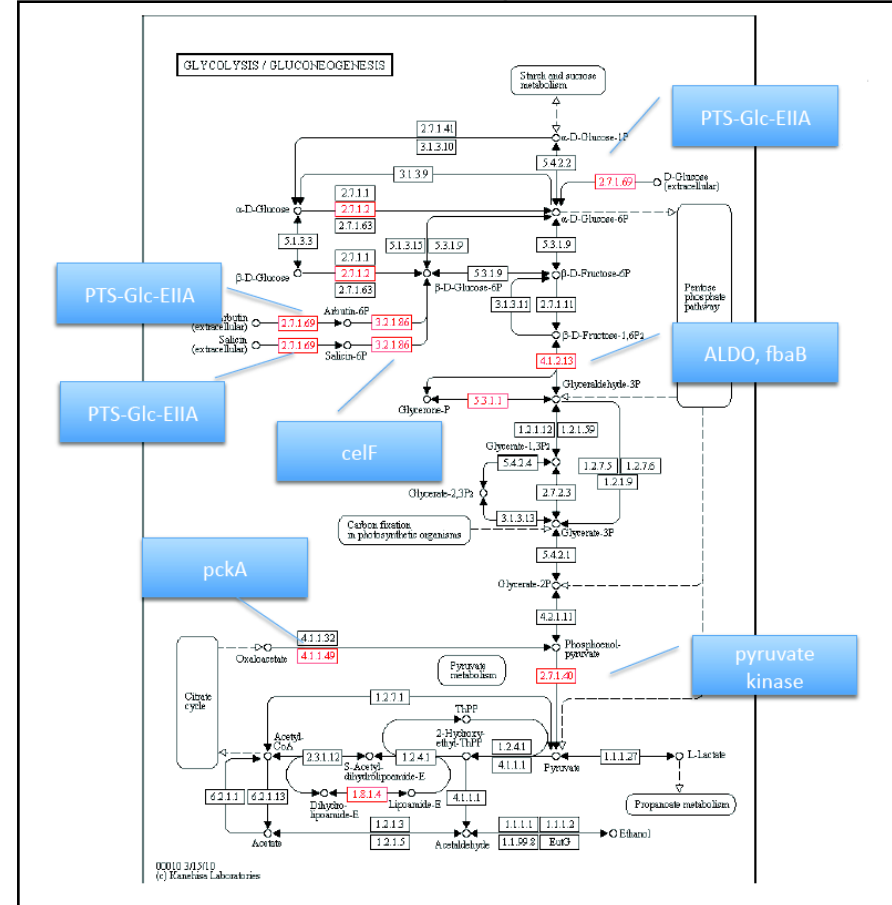 GLYCOLYSIS / GLUCONEOGENESIS
Starch and sucrose
metabolism
PTS-Glc-EIIA
2.7.1.41
3.1.3.10
α-D-Glucose-1P
5.4.2.2
3.1.3.9
2.7.1.69
D-Glucose
(extracellular)
2.7.1.1
α-D-Glucose
2.7.1.2
α-D-Glucose-6P
2.7.1.63
5.1.3.3
5.1.3.15
5.3.1.9
5.3.1.9
2.7.1.1
β-D-Glucose
2.7.1.2
2.7.1.63
β-D-Glucose-6P
5.3.1.9
β-D-Fructose-6P
Pentose
phosphate
pathway
PTS-Glc-EIIA
3.1.3.11
2.7.1.11
Arbutin-6P
(extracellular)
2.7.1.69
3.2.1.86
Salicin
(extracellular)
2.7.1.69
Salicin-6P
3.2.1.86
β-D-Fructose-1,6P2
4.1.2.13
ALDO, fbaB
PTS-Glc-EIIA
Glyceraldehyde-3P
5.3.1.1
Glycerone-P
celF
1.2.1.12
1.2.1.59
Glycerate-1,3P2
5.4.2.4
1.2.7.5
1.2.7.6
1.2.1.9
Glycerate-2,3P2
2.7.2.3
3.1.3.13
Carbon fixation
in photosynthetic organisms
Glycerate-3P
5.4.2.1
pckA
Glycerate-2P
4.2.1.11
4.1.1.32
Oxaloacetate
4.1.1.49
Phosphoenol-
pyruvate
Pyruvate
metabolism
2.7.1.40
pyruvate
kinase
Citrate
cycle
1.2.7.1
ThPP
2-Hydroxy-
ethyl-ThPP
Acetyl-
CoA
2.3.1.12
1.2.4.1
1.2.4.1
4.1.1.1
Pyruvate
1.1.1.27
L-Lactate
S-Acetyl-
dihydrolipoamide-E
6.2.1.1
6.2.1.13
1.8.1.4
Dihydro-
lipoamide-E
Lipoamide-E
4.1.1.1
Propanoate metabolism
1.2.1.3
1.2.1.5
Acetate
Acetaldehyde
1.1.1.1
1.1.1.2
1.1.99.8
EutG
Ethanol
00010 3/15/10
(c) Kanehisa Laboratories